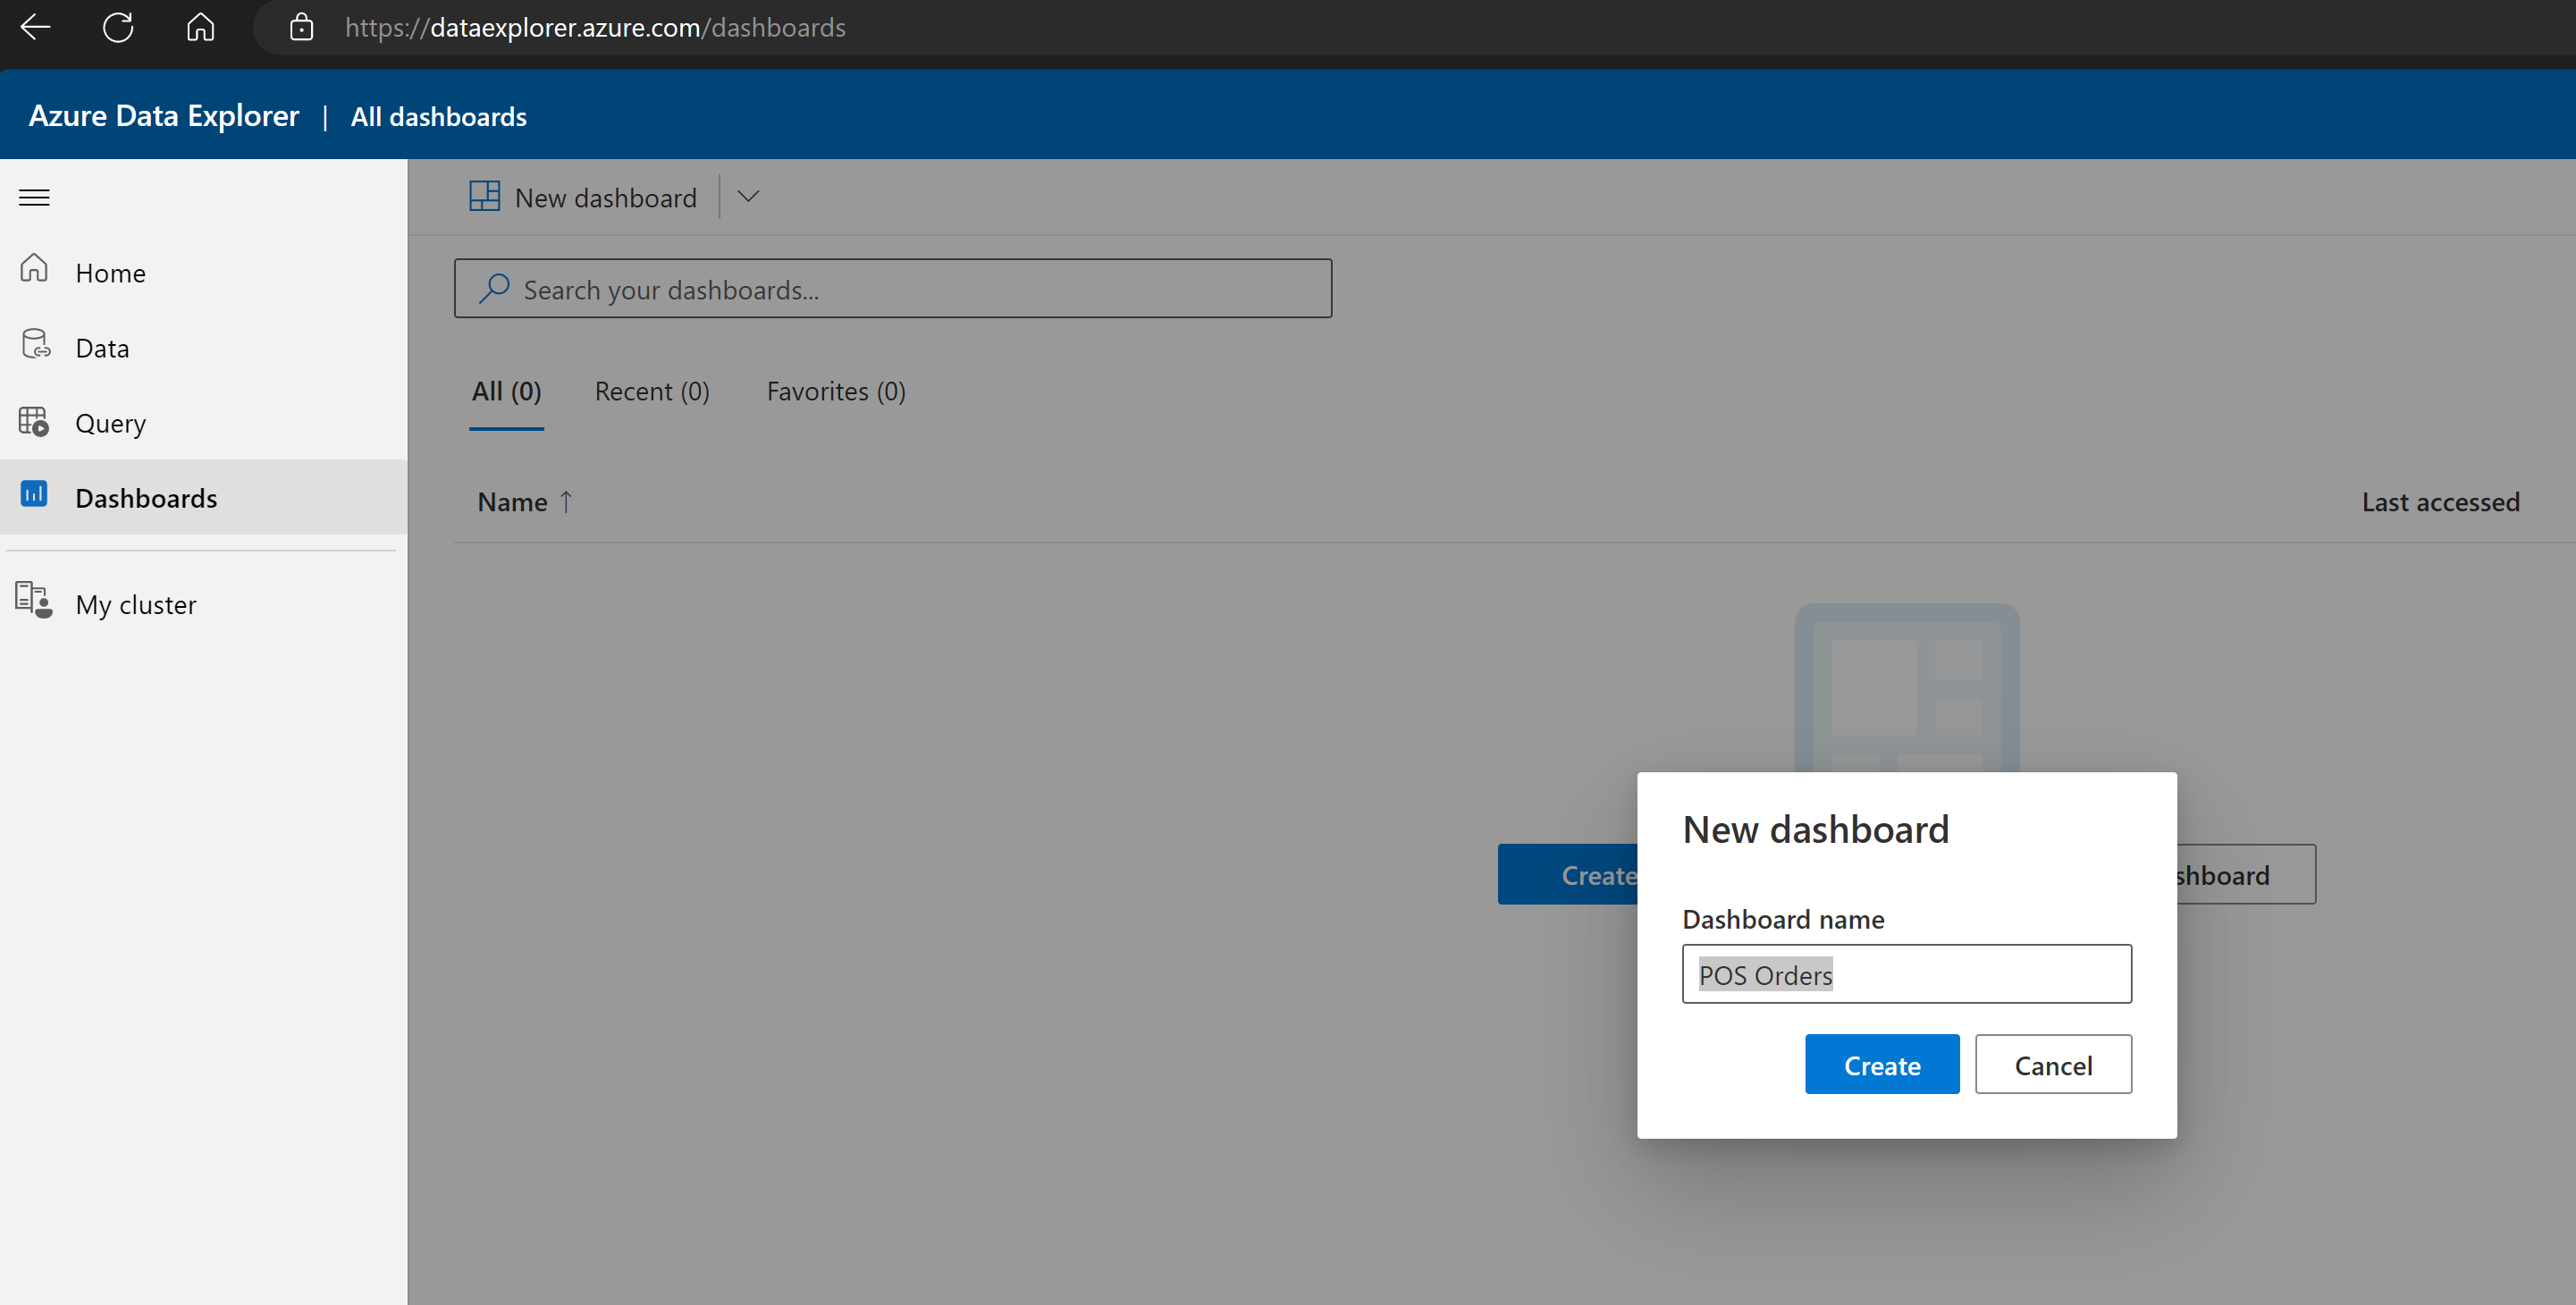 https://dataexplorer.azure.com/dashboards
Azure Data Explorer | All dashboards
New dashboard
Home
Search your dashboards...
Data
All (0) Recent (0) Favorites (0)
Query
Dashboards
Name ↑ Last accessed
My cluster
New dashboard
Create
shboard
Dashboard name
POS Orders
Create Cancel